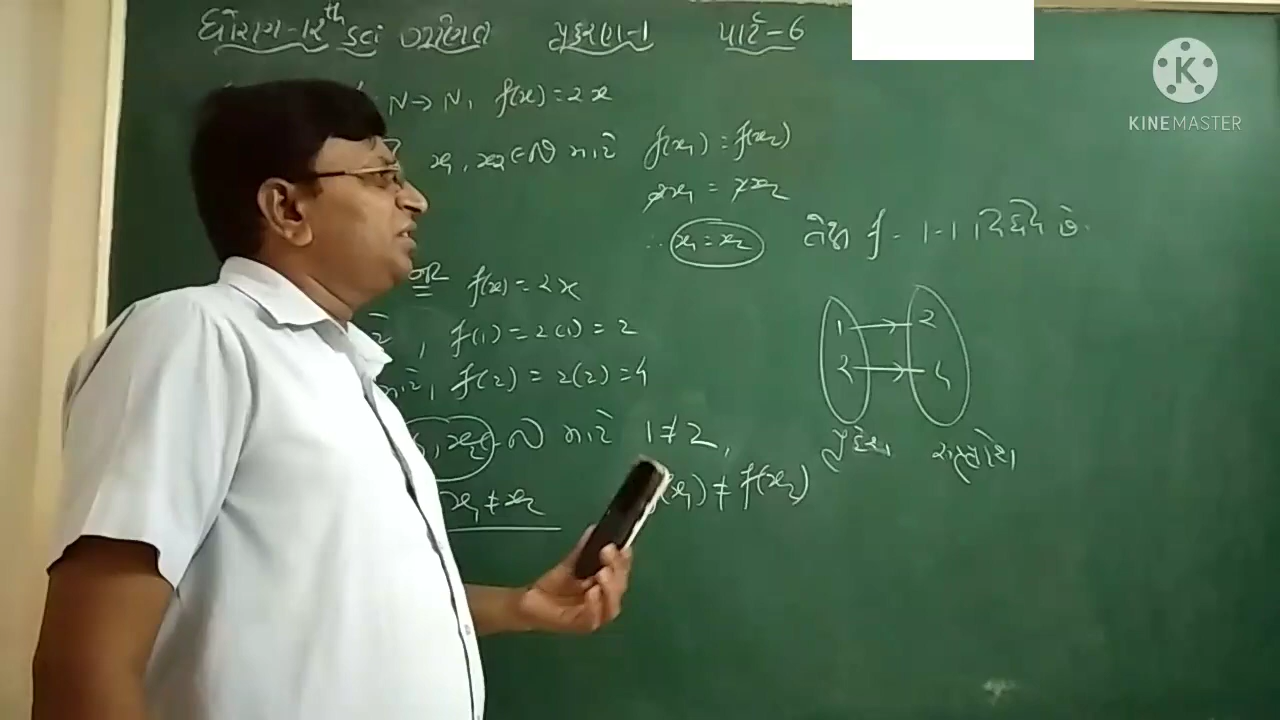 ધોરણ-12th ગણિત પ્રકરણ-1 પાર્ટ-6
N→N, f(x)=2x
x₁, x₂∈N માટે f(x₁)=f(x₂)
2x₁ = 2x₂
∴ x₁=x₂ તેથી f - 1-1 વિધેય છે.
f(x)=2x
, f(1)=2(1)=2
માટે, f(2)=2(2)=4
1 → 2
2 → 4
, x₂∈N માટે 1≠2,
પ્રદેશ સહપ્રદેશ
x₁≠x₂ (x₁)≠f(x₂)
K
KINEMASTER